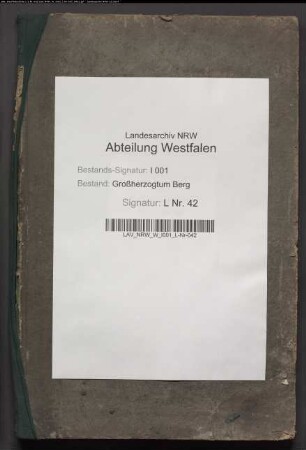 Landesarchiv NRW
Abteilung Westfalen
Bestands-Signatur: I 001
Bestand: Großherzogtum Berg
Signatur: L Nr. 42
LAV_NRW_W_I001_L-Nr-042